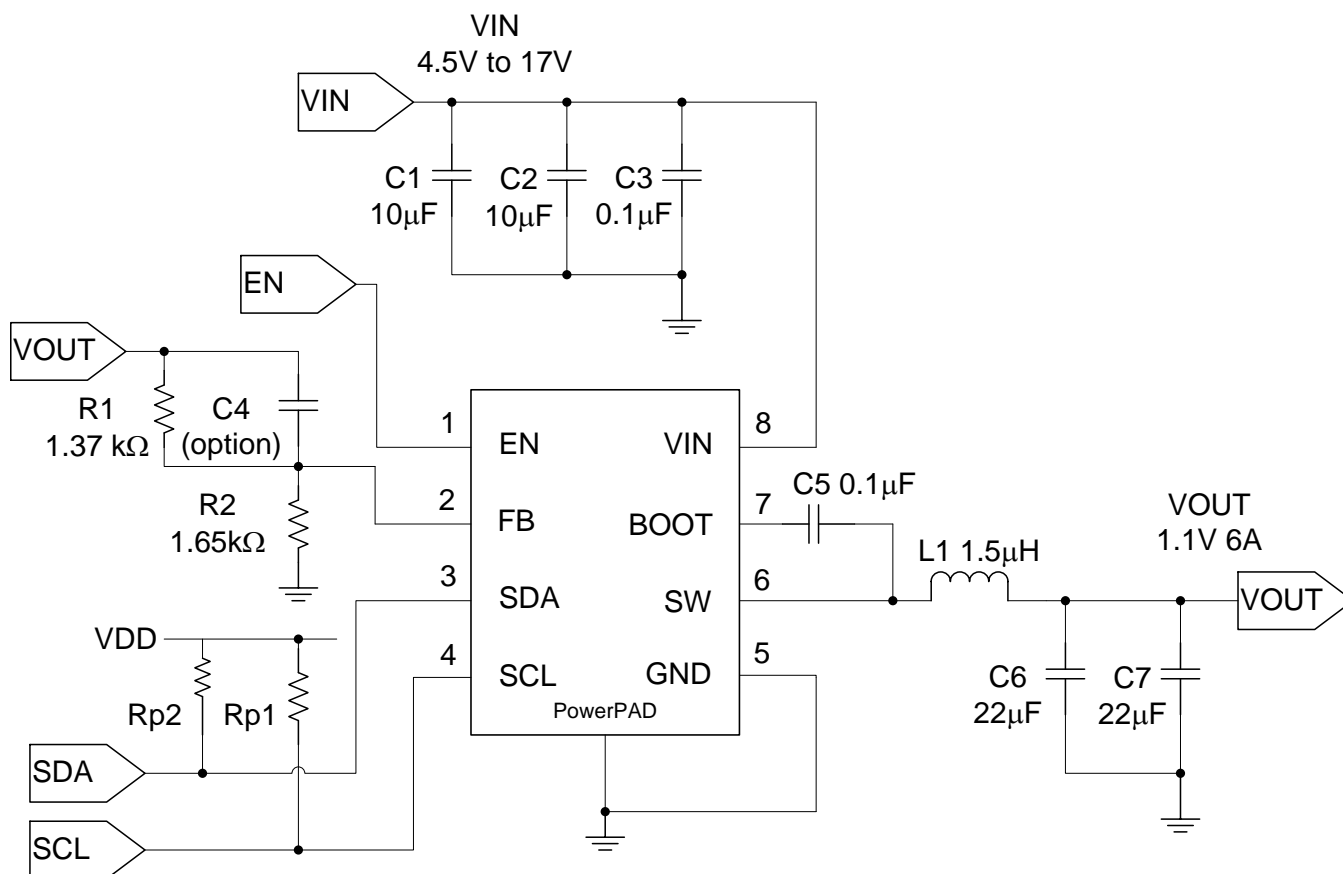 VIN
4.5V to 17V
VIN
C1
10μF
C2
10μF
C3
0.1μF
EN
VOUT
R1
1.37 kΩ
C4
(option)
R2
1.65kΩ
1
EN
2
FB
3
SDA
4
SCL
VIN
8
BOOT
7
SW
6
GND
5
PowerPAD
C5 0.1μF
L1 1.5μH
VOUT
1.1V 6A
VOUT
C6
22μF
C7
22μF
VDD
Rp2
Rp1
SDA
SCL